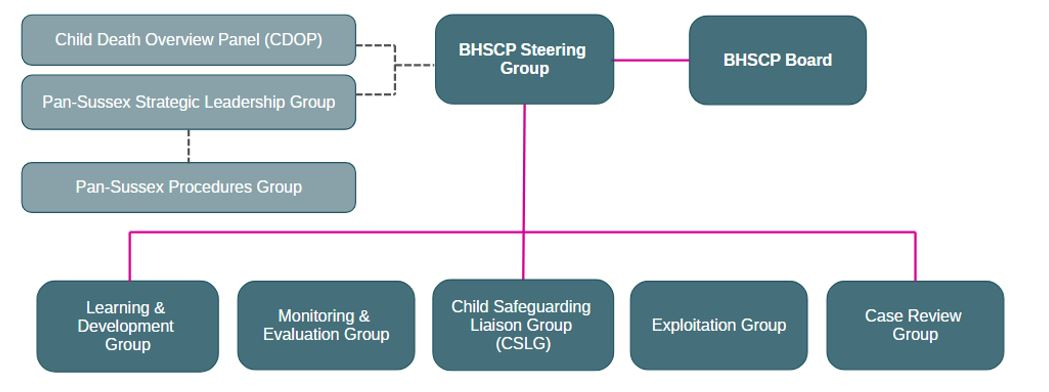 Child Death Overview Panel (CDOP)
BHSCP Steering
Group
BHSCP Board
Pan-Sussex Strategic Leadership Group
Pan-Sussex Procedures Group
Learning &
Development
Group
Monitoring &
Evaluation Group
Child Safeguarding
Liaison Group
(CSLG)
Exploitation Group
Case Review
Group